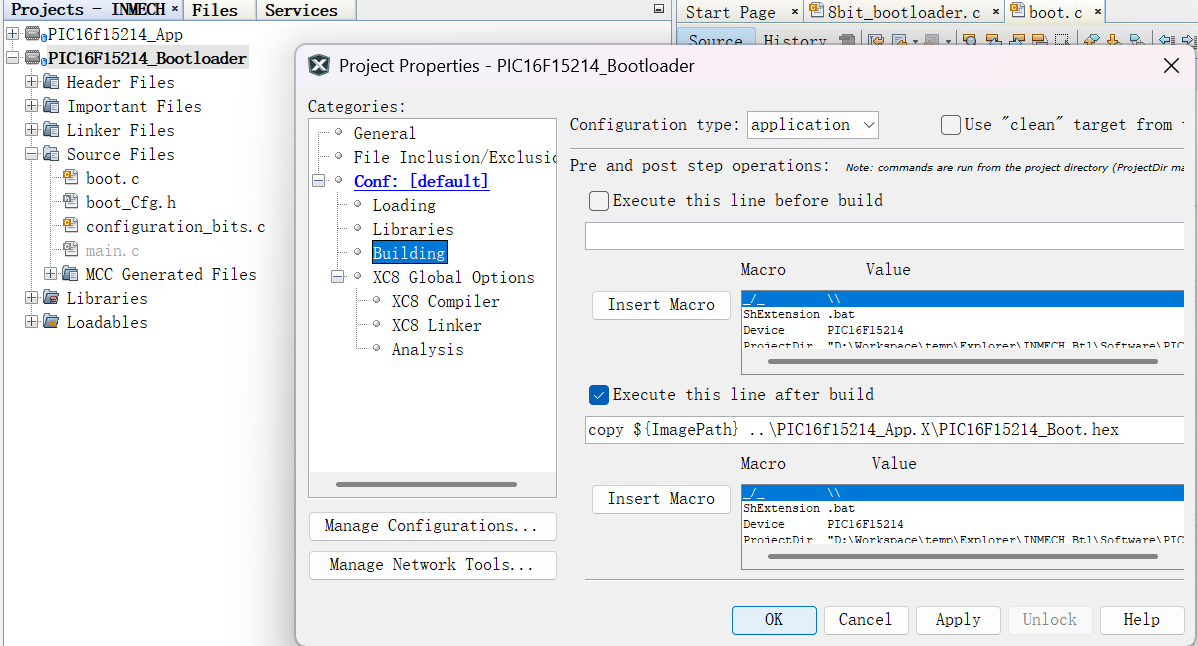 Projects - INMECH × Files Services
Start Page × 8bit_bootloader.c × boot.c ×
Source History
PIC16f15214_App
PIC16F15214_Bootloader
Header Files
Important Files
Linker Files
Source Files
boot.c
boot_Cfg.h
configuration_bits.c
main.c
MCC Generated Files
Libraries
Loadables
Project Properties - PIC16F15214_Bootloader
Categories:
General
File Inclusion/Exclusio
Conf: [default]
Loading
Libraries
Building
XC8 Global Options
XC8 Compiler
XC8 Linker
Analysis
Manage Configurations...
Manage Network Tools...
Configuration type: application
Use "clean" target from
Pre and post step operations: Note: commands are run from the project directory (ProjectDir ma
Execute this line before build
Macro Value
Insert Macro
_/_ \\
ShExtension .bat
Device PIC16F15214
ProjectDir "D:\Workspace\temp\Explorer\INMECH_Btl\Software\PIC
Execute this line after build
copy ${ImagePath} ..\PIC16f15214_App.X\PIC16F15214_Boot.hex
Macro Value
Insert Macro
_/_ \\
ShExtension .bat
Device PIC16F15214
ProjectDir "D:\Workspace\temp\Explorer\INMECH_Btl\Software\PIC
OK Cancel Apply Unlock Help